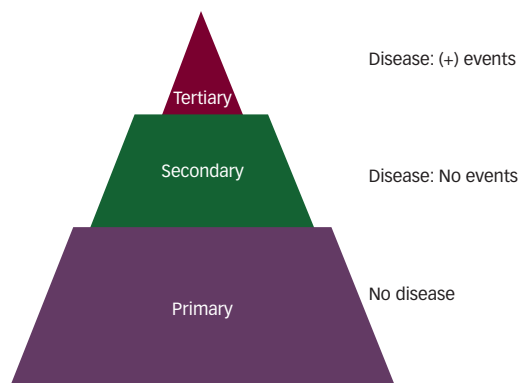 Disease: (+) events
Tertiary
Secondary
Disease: No events
No disease
Primary